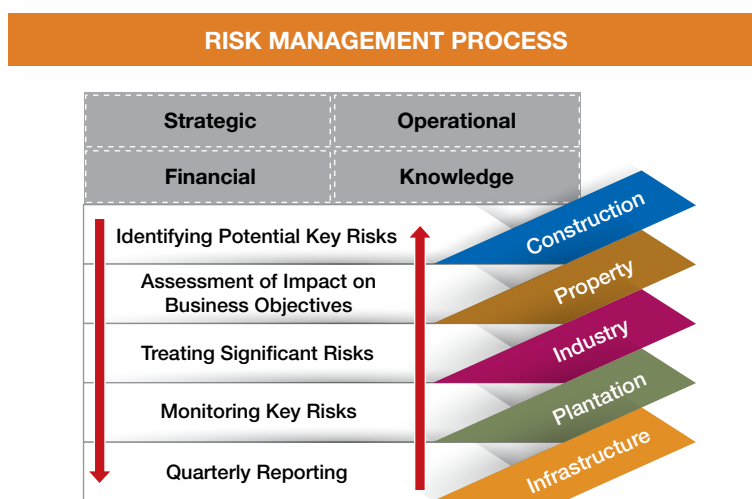 RISK MANAGEMENT PROCESS
Strategic
Operational
Financial
Knowledge
Identifying Potential Key Risks
Construction
Assessment of Impact on
Business Objectives
Property
Treating Significant Risks
Industry
Monitoring Key Risks
Plantation
Quarterly Reporting
Infrastructure